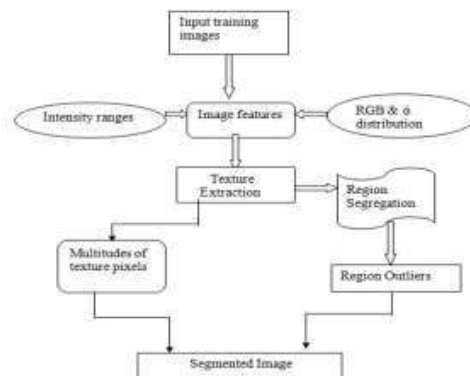 Input training
images
Intensity ranges
Image features
RGB & σ
distribution
Texture
Extraction
Region
Segregation
Multitudes of
texture pixels
Region Outliers
Segmented Image